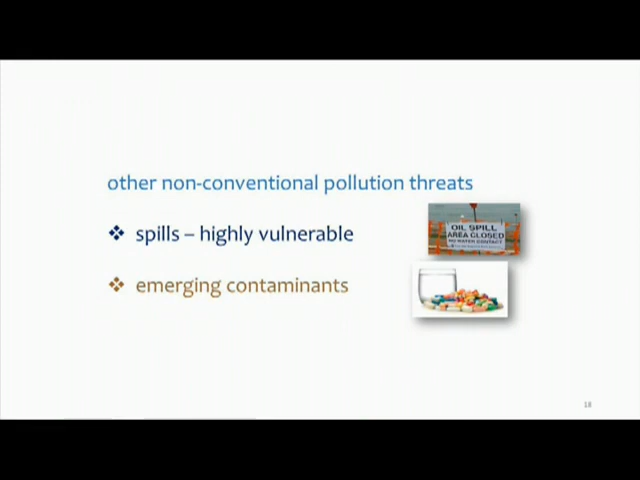 other non-conventional pollution threats
❖ spills – highly vulnerable
OIL SPILL
AREA CLOSED
NO WATER CONTACT
❖ emerging contaminants
18